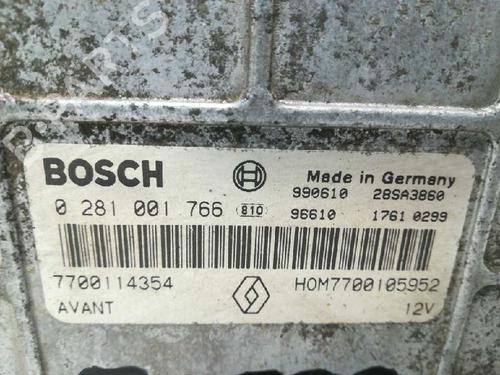 BOSCH Made in Germany
990610 28SA3860
0 281 001 766 810 96610 1761 0299
7700114354 HOM7700105952
AVANT 12V